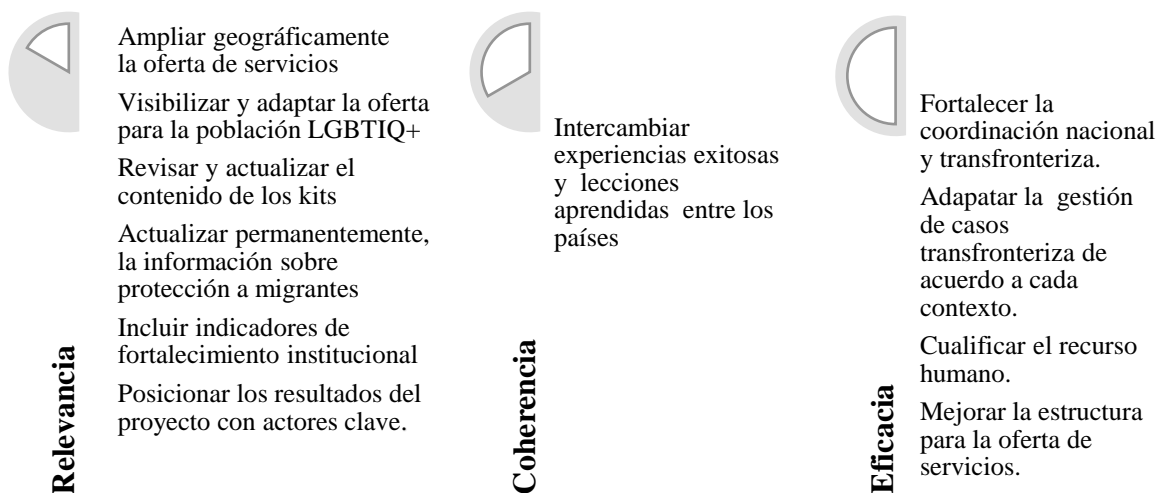 Relevancia
Ampliar geográficamente
la oferta de servicios
Visibilizar y adaptar la oferta
para la población LGBTIQ+
Revisar y actualizar el
contenido de los kits
Actualizar permanentemente,
la información sobre
protección a migrantes
Incluir indicadores de
fortalecimiento institucional
Posicionar los resultados del
proyecto con actores clave.
Coherencia
Intercambiar
experiencias exitosas
y lecciones
aprendidas entre los
países
Eficacia
Fortalecer la
coordinación nacional
y transfronteriza.
Adapatar la gestión
de casos
transfronteriza de
acuerdo a cada
contexto.
Cualificar el recurso
humano.
Mejorar la estructura
para la oferta de
servicios.